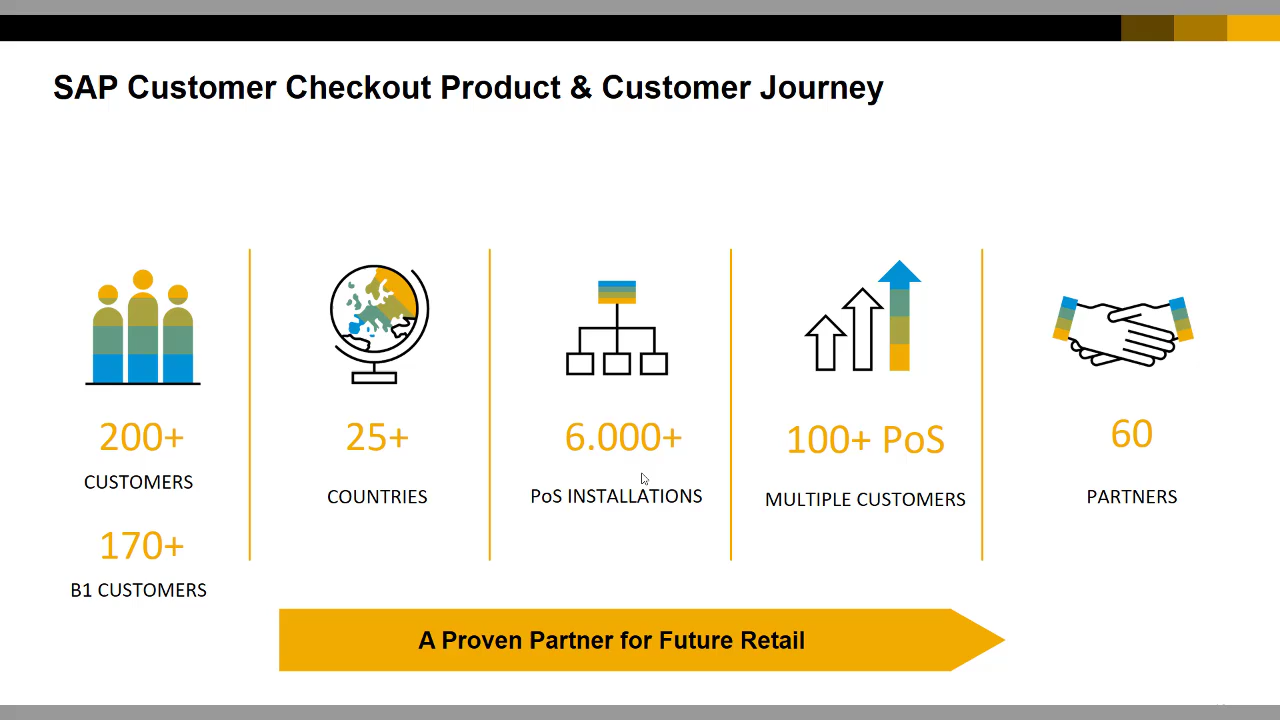 SAP Customer Checkout Product & Customer Journey
200+
CUSTOMERS
170+
B1 CUSTOMERS
25+
COUNTRIES
6.000+
PoS INSTALLATIONS
100+ PoS
MULTIPLE CUSTOMERS
60
PARTNERS
A Proven Partner for Future Retail